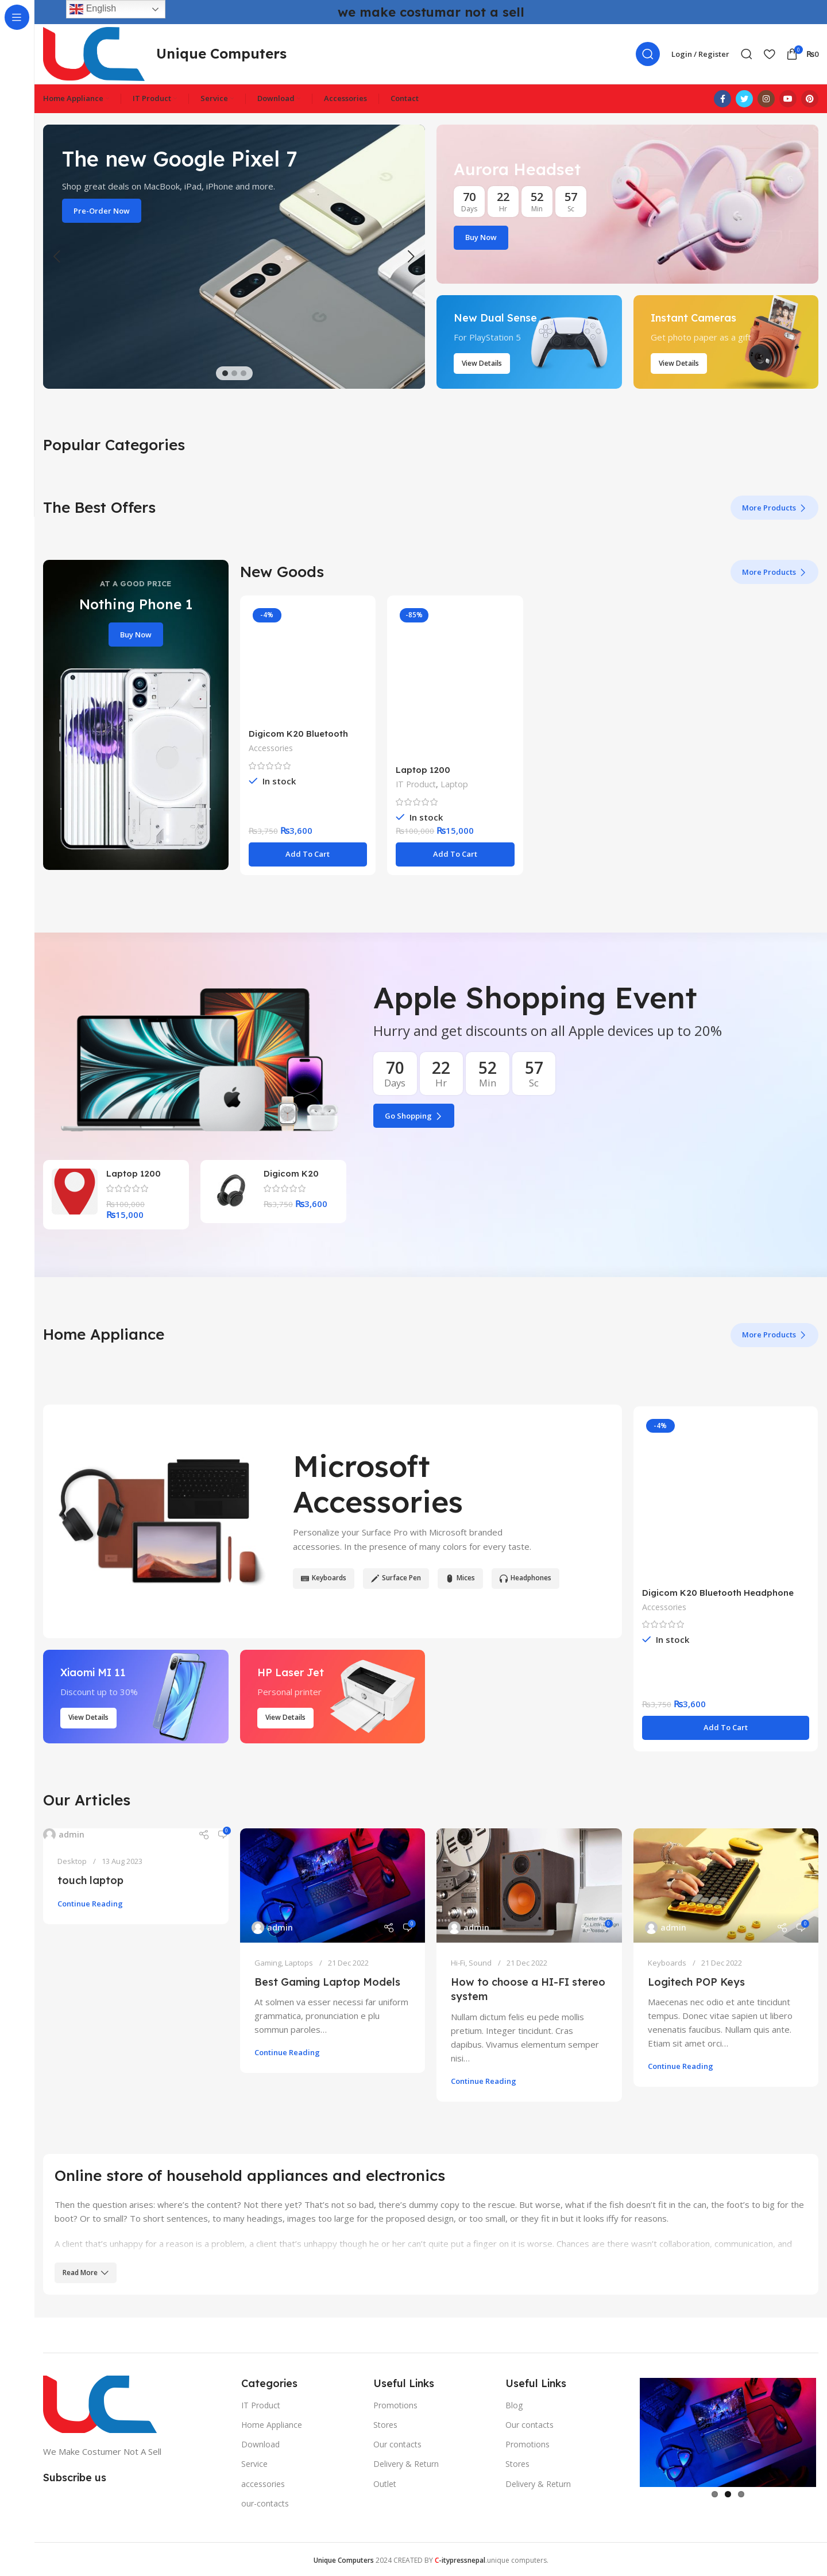 English
we make costumar not a sell
UC
Unique Computers
Login / Register
0
₨0
Home Appliance
IT Product
Service
Download
Accessories
Contact
The new Google Pixel 7
Shop great deals on MacBook, iPad, iPhone and more.
Pre-Order Now
Aurora Headset
70 22 52 57
Days Hr Min Sc
Buy Now
New Dual Sense
For PlayStation 5
View Details
Instant Cameras
Get photo paper as a gift
View Details
Popular Categories
The Best Offers
More Products
AT A GOOD PRICE
Nothing Phone 1
Buy Now
New Goods
More Products
-4%
Digicom K20 Bluetooth
Accessories
In stock
₨3,750 ₨3,600
Add To Cart
-85%
Laptop 1200
IT Product, Laptop
In stock
₨100,000 ₨15,000
Add To Cart
Apple Shopping Event
Hurry and get discounts on all Apple devices up to 20%
70 22 52 57
Days Hr Min Sc
Go Shopping
Laptop 1200
₨100,000
₨15,000
Digicom K20
₨3,750 ₨3,600
Home Appliance
More Products
Microsoft
Accessories
Personalize your Surface Pro with Microsoft branded
accessories. In the presence of many colors for every taste.
Keyboards
Surface Pen
Mices
Headphones
-4%
Digicom K20 Bluetooth Headphone
Accessories
In stock
₨3,750 ₨3,600
Add To Cart
Xiaomi MI 11
Discount up to 30%
View Details
HP Laser Jet
Personal printer
View Details
Our Articles
admin
0
Desktop / 13 Aug 2023
touch laptop
Continue Reading
admin
0
Gaming, Laptops / 21 Dec 2022
Best Gaming Laptop Models
At solmen va esser necessi far uniform
grammatica, pronunciation e plu
sommun paroles...
Continue Reading
admin
0
Hi-Fi, Sound / 21 Dec 2022
How to choose a HI-FI stereo
system
Nullam dictum felis eu pede mollis
pretium. Integer tincidunt. Cras
dapibus. Vivamus elementum semper
nisi...
Continue Reading
admin
0
Keyboards / 21 Dec 2022
Logitech POP Keys
Maecenas nec odio et ante tincidunt
tempus. Donec vitae sapien ut libero
venenatis faucibus. Nullam quis ante.
Etiam sit amet orci...
Continue Reading
Online store of household appliances and electronics
Then the question arises: where's the content? Not there yet? That's not so bad, there's dummy copy to the rescue. But worse, what if the fish doesn't fit in the can, the foot's to big for the
boot? Or to small? To short sentences, to many headings, images too large for the proposed design, or too small, or they fit in but it looks iffy for reasons.
A client that's unhappy for a reason is a problem, a client that's unhappy though he or her can't quite put a finger on it is worse. Chances are there wasn't collaboration, communication, and
Read More
UC
We Make Costumer Not A Sell
Subscribe us
Categories
IT Product
Home Appliance
Download
Service
accessories
our-contacts
Useful Links
Promotions
Stores
Our contacts
Delivery & Return
Outlet
Useful Links
Blog
Our contacts
Promotions
Stores
Delivery & Return
Unique Computers 2024 CREATED BY C-itypressnepal.unique computers.